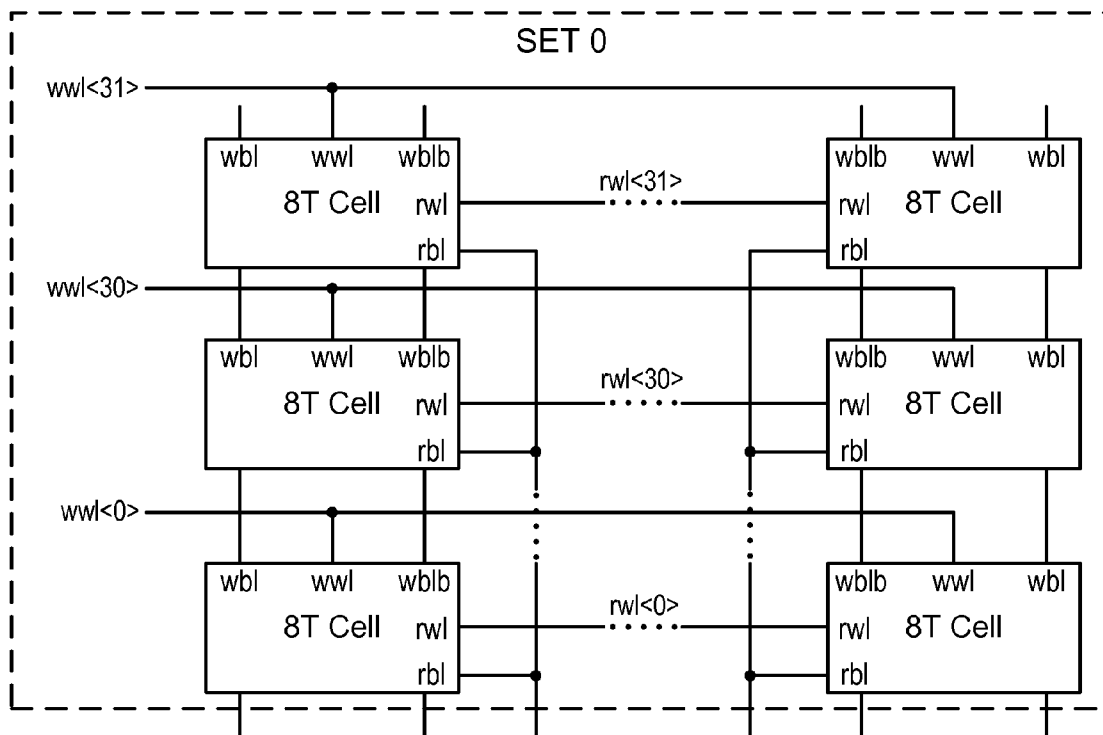 SET 0
wwl<31>
wbl wwl wblb wblb wwl wbl
rwl<31>
8T Cell rwl rwl 8T Cell
rbl rbl
wwl<30>
wbl wwl wblb wblb wwl wbl
rwl<30>
8T Cell rwl rwl 8T Cell
rbl rbl
wwl<0>
wbl wwl wblb wblb wwl wbl
rwl<0>
8T Cell rwl rwl 8T Cell
rbl rbl